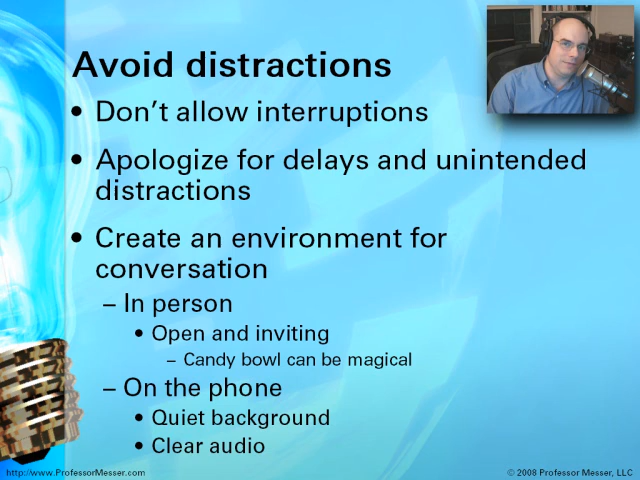 Avoid distractions
• Don't allow interruptions
• Apologize for delays and unintended
distractions
• Create an environment for
conversation
– In person
• Open and inviting
– Candy bowl can be magical
– On the phone
• Quiet background
• Clear audio
http://www.ProfessorMesser.com
© 2008 Professor Messer, LLC